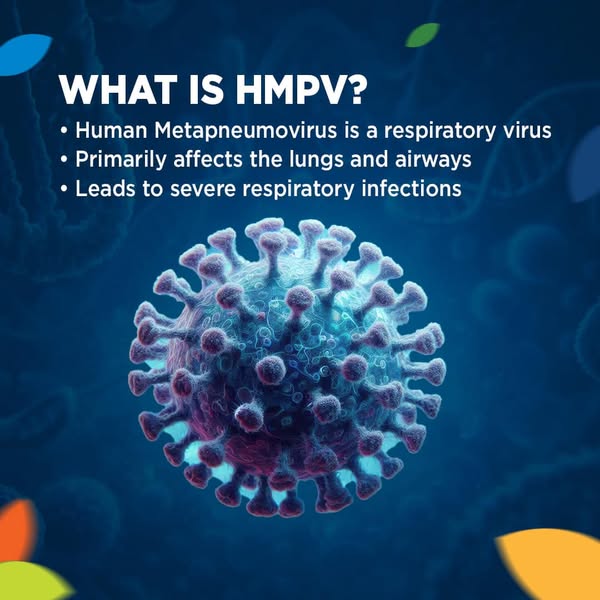 WHAT IS HMPV?
• Human Metapneumovirus is a respiratory virus
• Primarily affects the lungs and airways
• Leads to severe respiratory infections